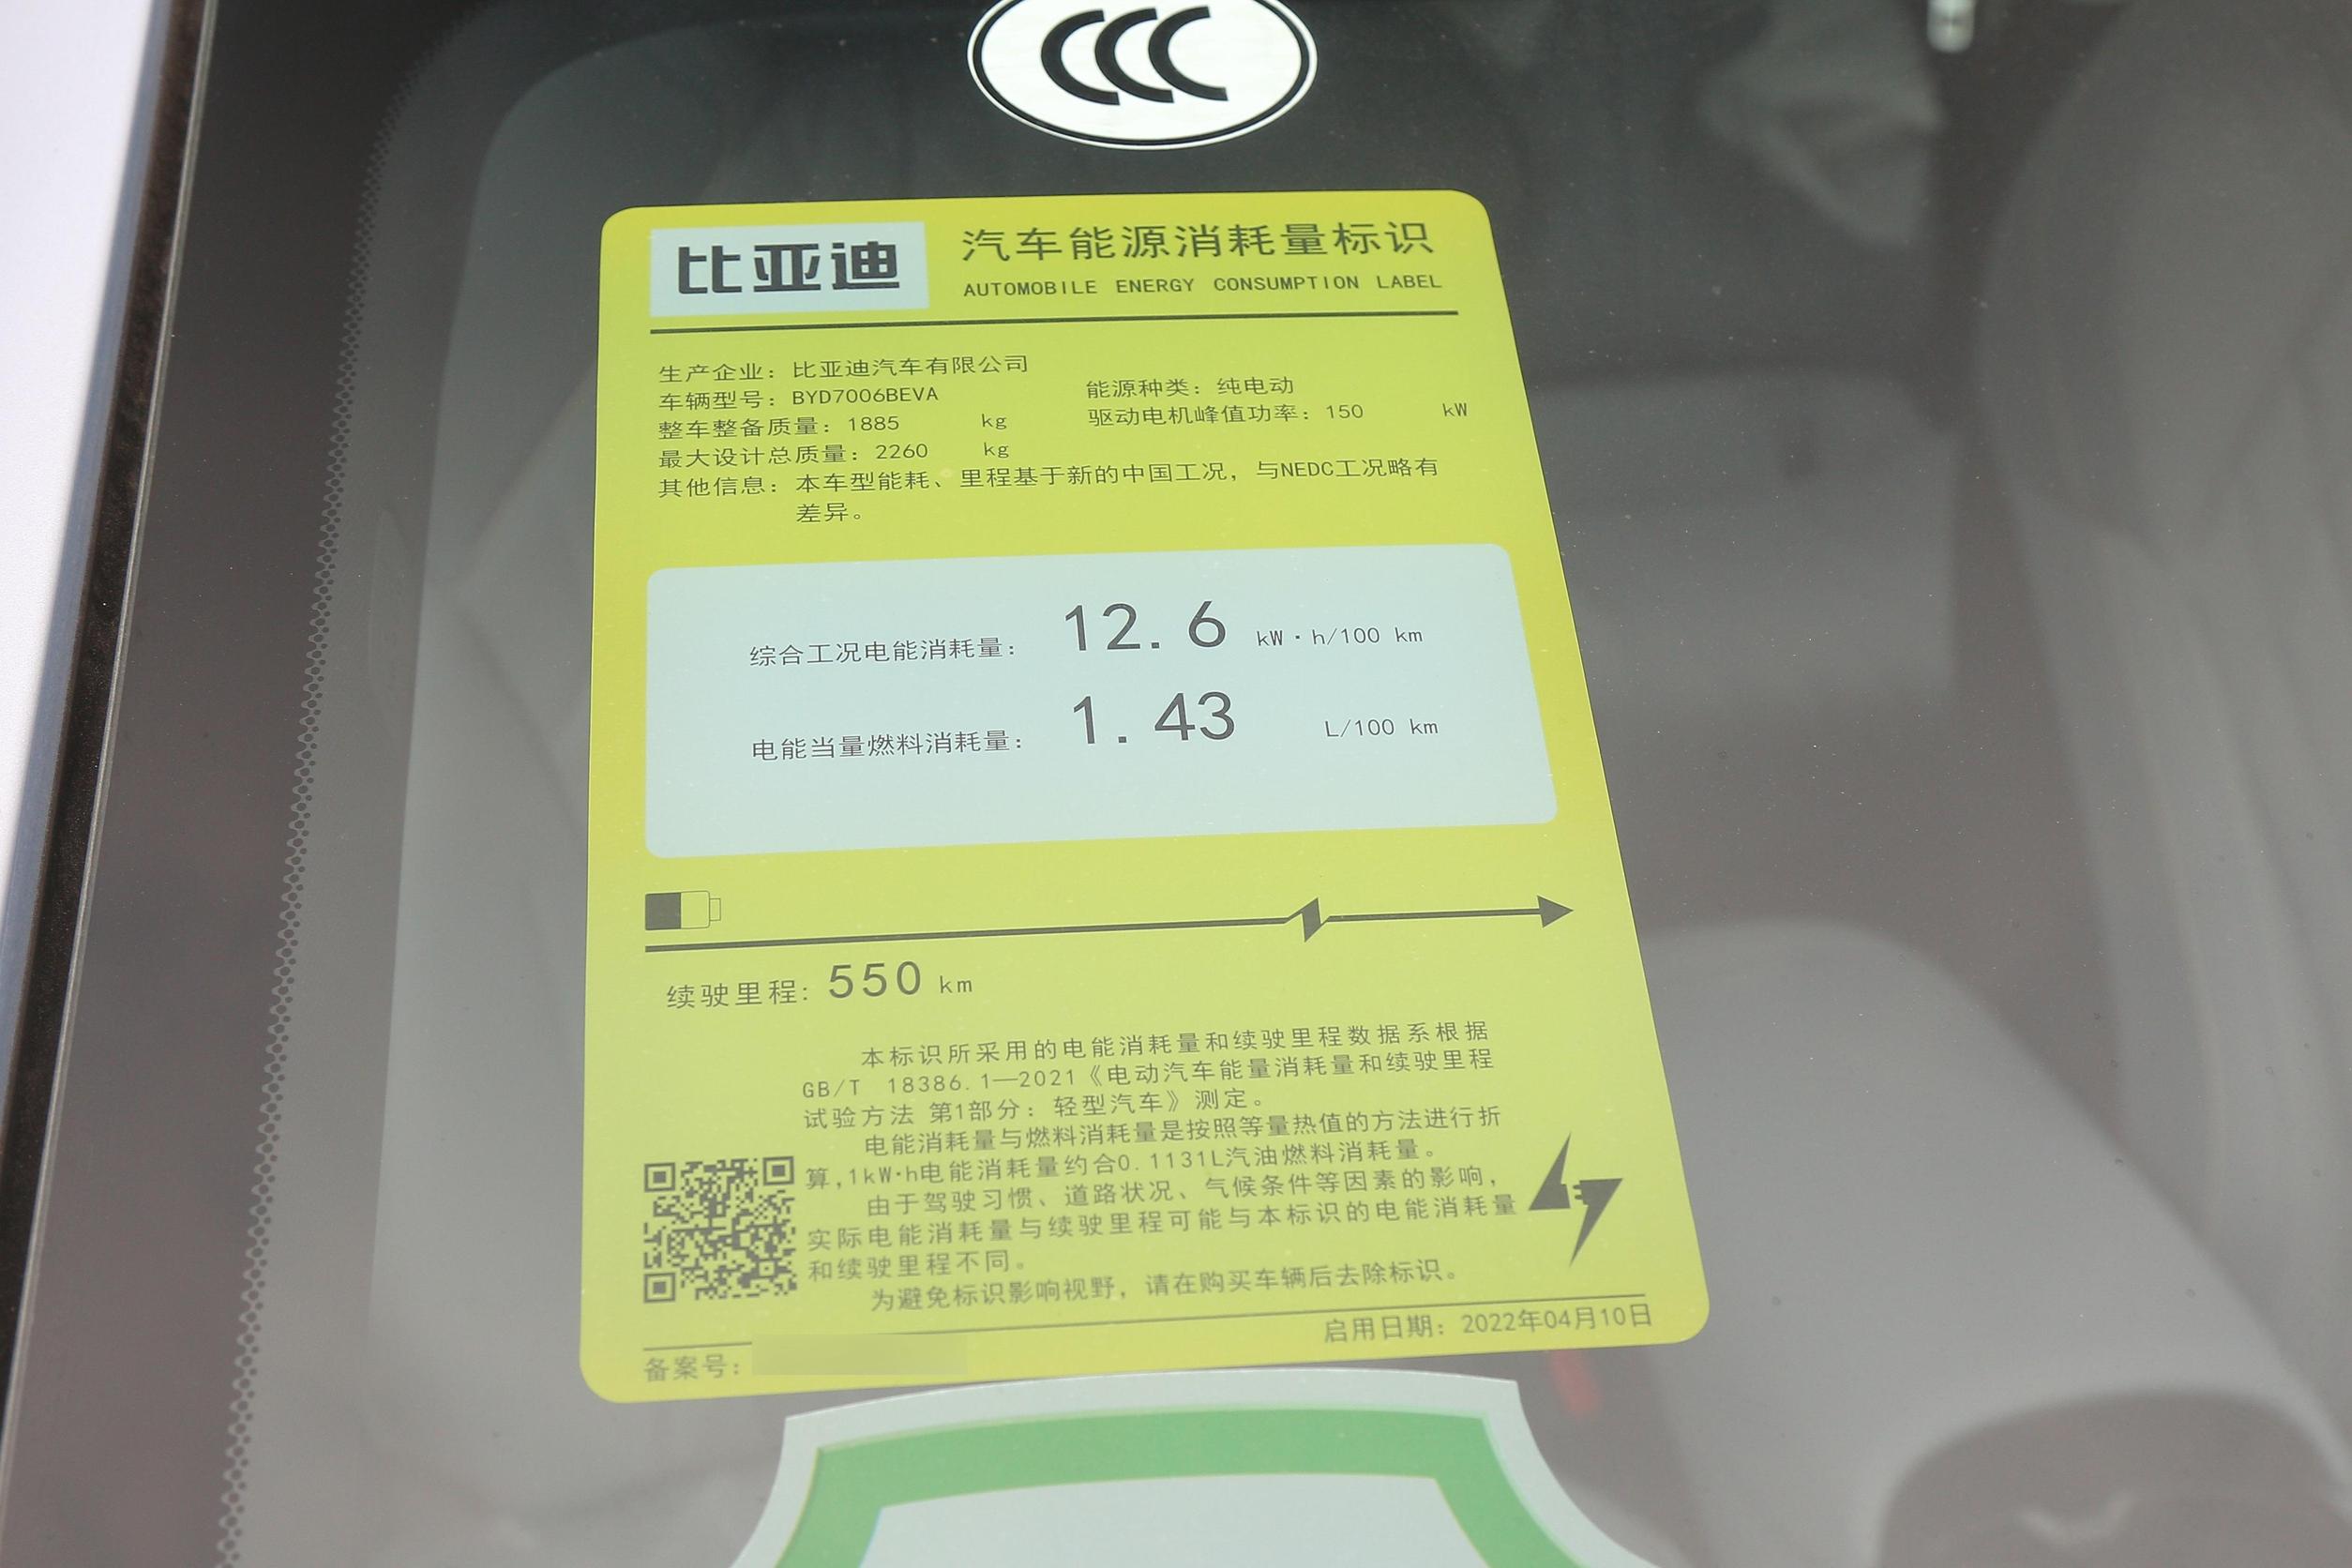 CCC
比亚迪
汽车能源消耗量标识
AUTOMOBILE ENERGY CONSUMPTION LABEL
生产企业：比亚迪汽车有限公司
车辆型号：BYD7006BEVA 能源种类：纯电动
整车整备质量：1885 kg 驱动电机峰值功率：150 kW
最大设计总质量：2260 kg
其他信息：本车型能耗、里程基于新的中国工况，与NEDC工况略有
差异。
综合工况电能消耗量： 12.6 kW·h/100 km
电能当量燃料消耗量： 1.43 L/100 km
续驶里程：550 km
本标识所采用的电能消耗量和续驶里程数据系根据
GB/T 18386.1—2021《电动汽车能量消耗量和续驶里程
试验方法 第1部分：轻型汽车》测定。
电能消耗量与燃料消耗量是按照等量热值的方法进行折
算,1kW·h电能消耗量约合0.1131L汽油燃料消耗量。
由于驾驶习惯、道路状况、气候条件等因素的影响，
实际电能消耗量与续驶里程可能与本标识的电能消耗量
和续驶里程不同。
为避免标识影响视野，请在购买车辆后去除标识。
备案号： 启用日期：2022年04月10日